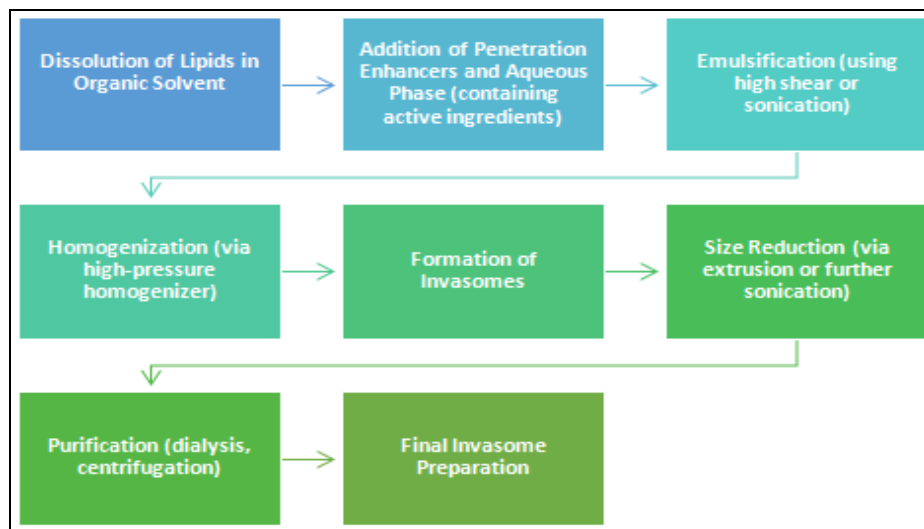 Dissolution of Lipids in
Organic Solvent
Addition of Penetration
Enhancers and Aqueous
Phase (containing
active ingredients)
Emulsification (using
high shear or
sonication)
Homogenization (via
high-pressure
homogenizer)
Formation of
Invasomes
Size Reduction (via
extrusion or further
sonication)
Purification (dialysis,
centrifugation)
Final Invasome
Preparation